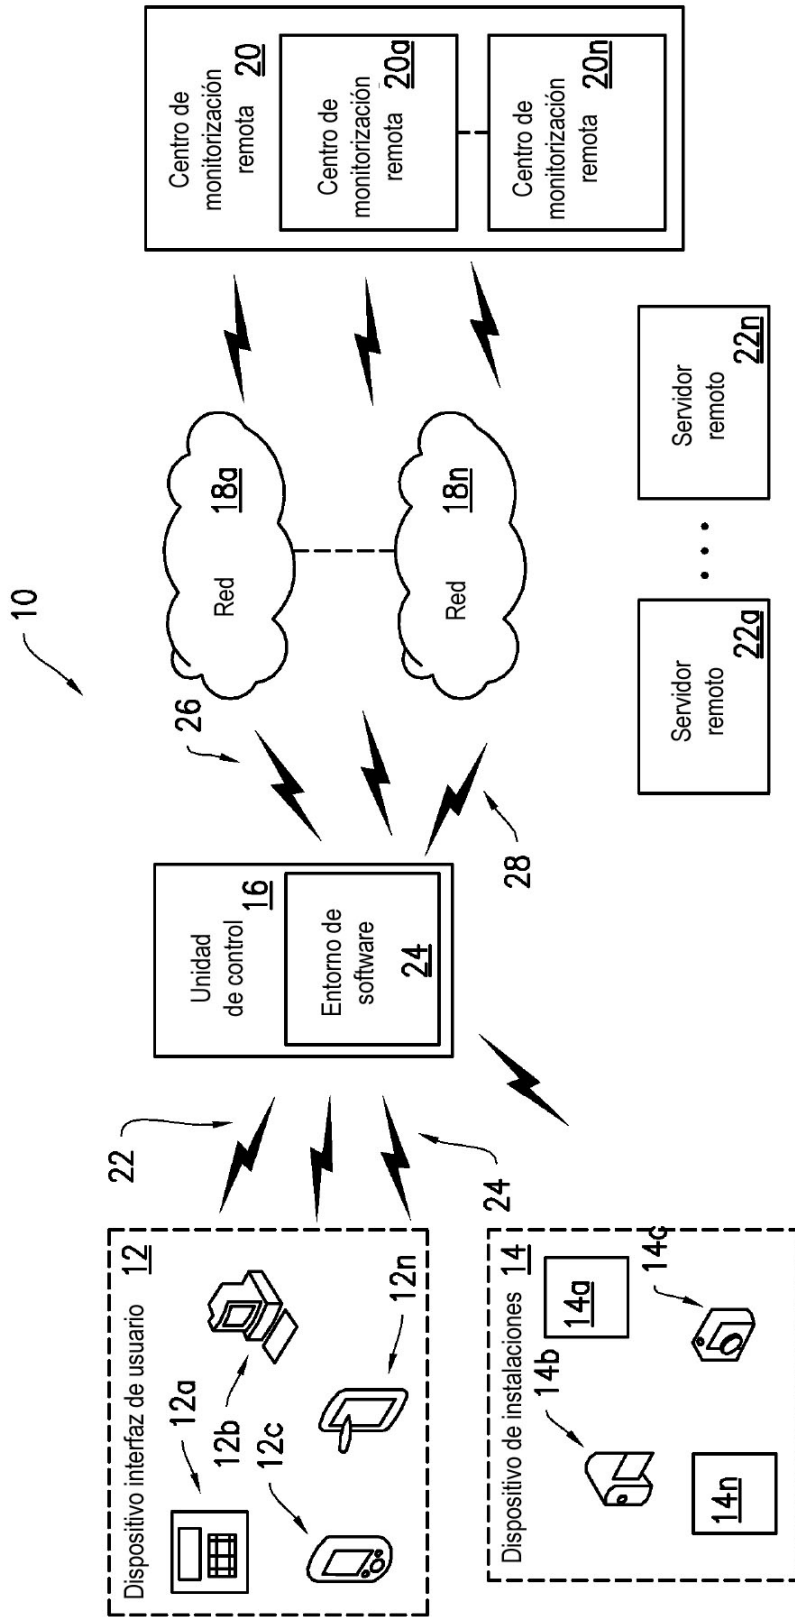 10
Dispositivo interfaz de usuario
12
12a
12b
12c
12n
22
24
Dispositivo de instalaciones
14
14a
14b
14c
14n
Unidad
de control
16
Entorno de
software
24
26
28
Red
18a
Red
18n
Centro de
monitorización
remota
20
Centro de
monitorización
remota
20a
Centro de
monitorización
remota
20n
Servidor
remoto
22a
Servidor
remoto
22n